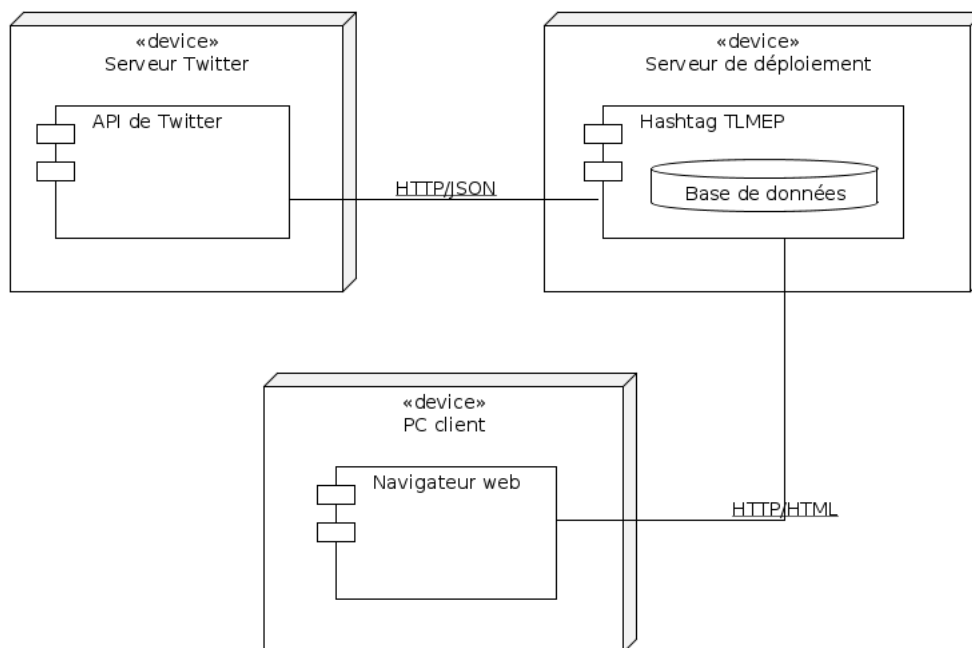 «device»
Serveur Twitter
API de Twitter
HTTP/JSON
«device»
Serveur de déploiement
Hashtag TLMEP
Base de données
«device»
PC client
Navigateur web
HTTP/HTML